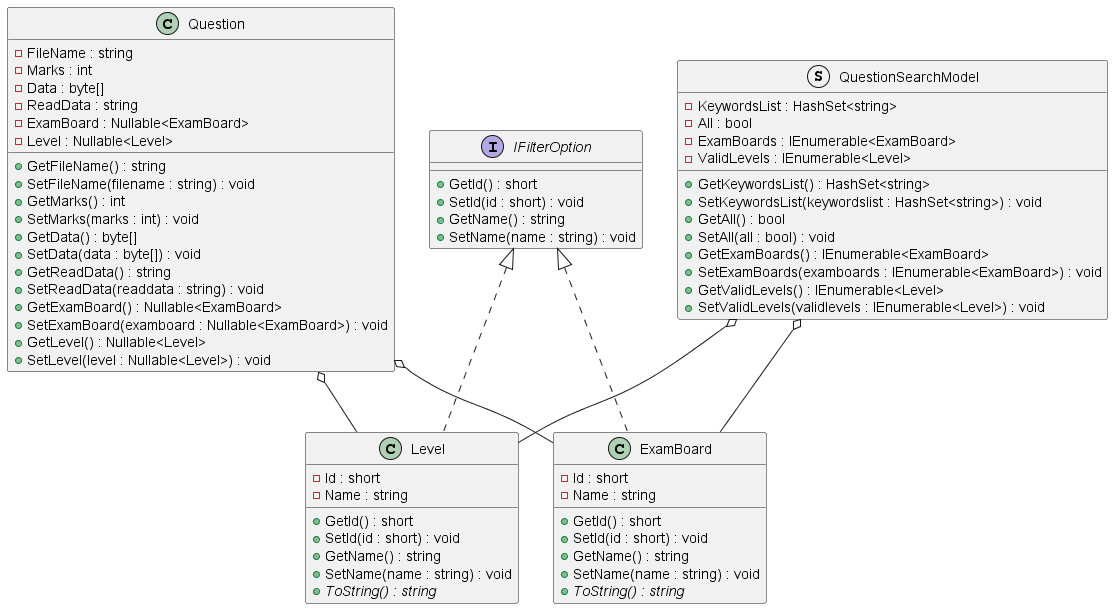 C Question
FileName : string
Marks : int
Data : byte[]
ReadData : string
ExamBoard : Nullable<ExamBoard>
Level : Nullable<Level>
GetFileName() : string
SetFileName(filename : string) : void
GetMarks() : int
SetMarks(marks : int) : void
GetData() : byte[]
SetData(data : byte[]) : void
GetReadData() : string
SetReadData(readdata : string) : void
GetExamBoard() : Nullable<ExamBoard>
SetExamBoard(examboard : Nullable<ExamBoard>) : void
GetLevel() : Nullable<Level>
SetLevel(level : Nullable<Level>) : void
I IFilterOption
GetId() : short
SetId(id : short) : void
GetName() : string
SetName(name : string) : void
S QuestionSearchModel
KeywordsList : HashSet<string>
All : bool
ExamBoards : IEnumerable<ExamBoard>
ValidLevels : IEnumerable<Level>
GetKeywordsList() : HashSet<string>
SetKeywordsList(keywordslist : HashSet<string>) : void
GetAll() : bool
SetAll(all : bool) : void
GetExamBoards() : IEnumerable<ExamBoard>
SetExamBoards(examboards : IEnumerable<ExamBoard>) : void
GetValidLevels() : IEnumerable<Level>
SetValidLevels(validlevels : IEnumerable<Level>) : void
C Level
Id : short
Name : string
GetId() : short
SetId(id : short) : void
GetName() : string
SetName(name : string) : void
ToString() : string
C ExamBoard
Id : short
Name : string
GetId() : short
SetId(id : short) : void
GetName() : string
SetName(name : string) : void
ToString() : string